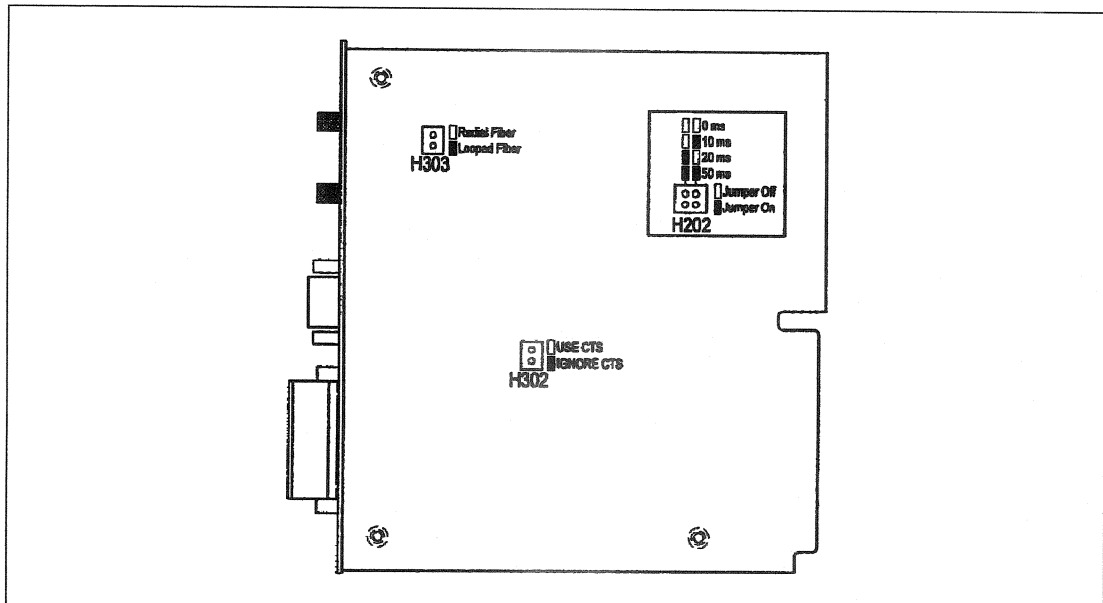 Radial Fiber
Looped Fiber
H303
0 ms
10 ms
20 ms
50 ms
Jumper Off
Jumper On
H202
USE CTS
IGNORE CTS
H302